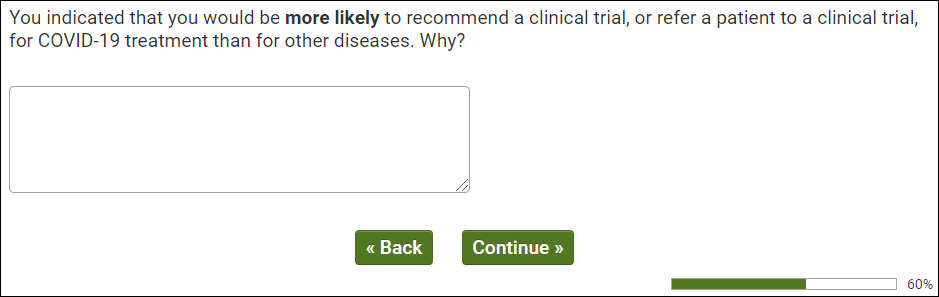 You indicated that you would be more likely to recommend a clinical trial, or refer a patient to a clinical trial,
for COVID-19 treatment than for other diseases. Why?
« Back
Continue »
60%